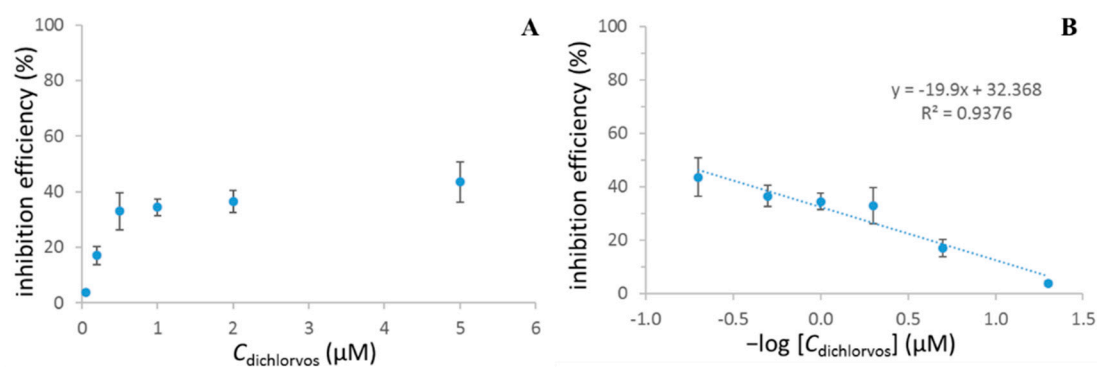 A
inhibition efficiency (%)
100
80
60
40
20
0
0 1 2 3 4 5 6
Cdichlorvos (µM)
B
inhibition efficiency (%)
100
80
60
40
20
0
y = -19.9x + 32.368
R² = 0.9376
-1.0 -0.5 0.0 0.5 1.0 1.5
−log [Cdichlorvos] (µM)